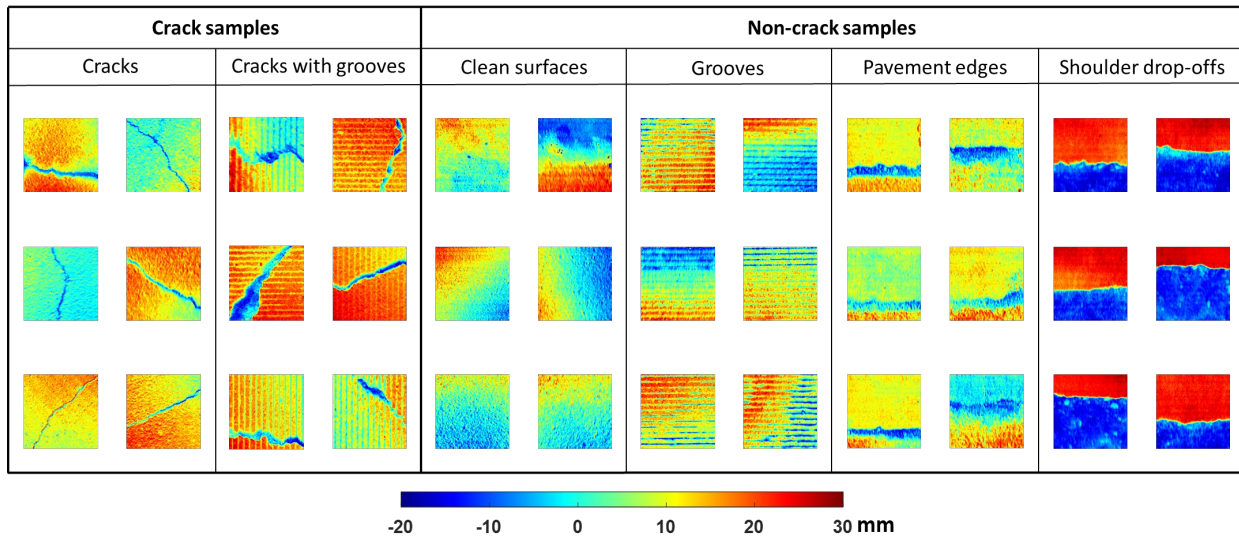 Crack samples Non-crack samples
Cracks Cracks with grooves Clean surfaces Grooves Pavement edges Shoulder drop-offs
-20 -10 0 10 20 30 mm